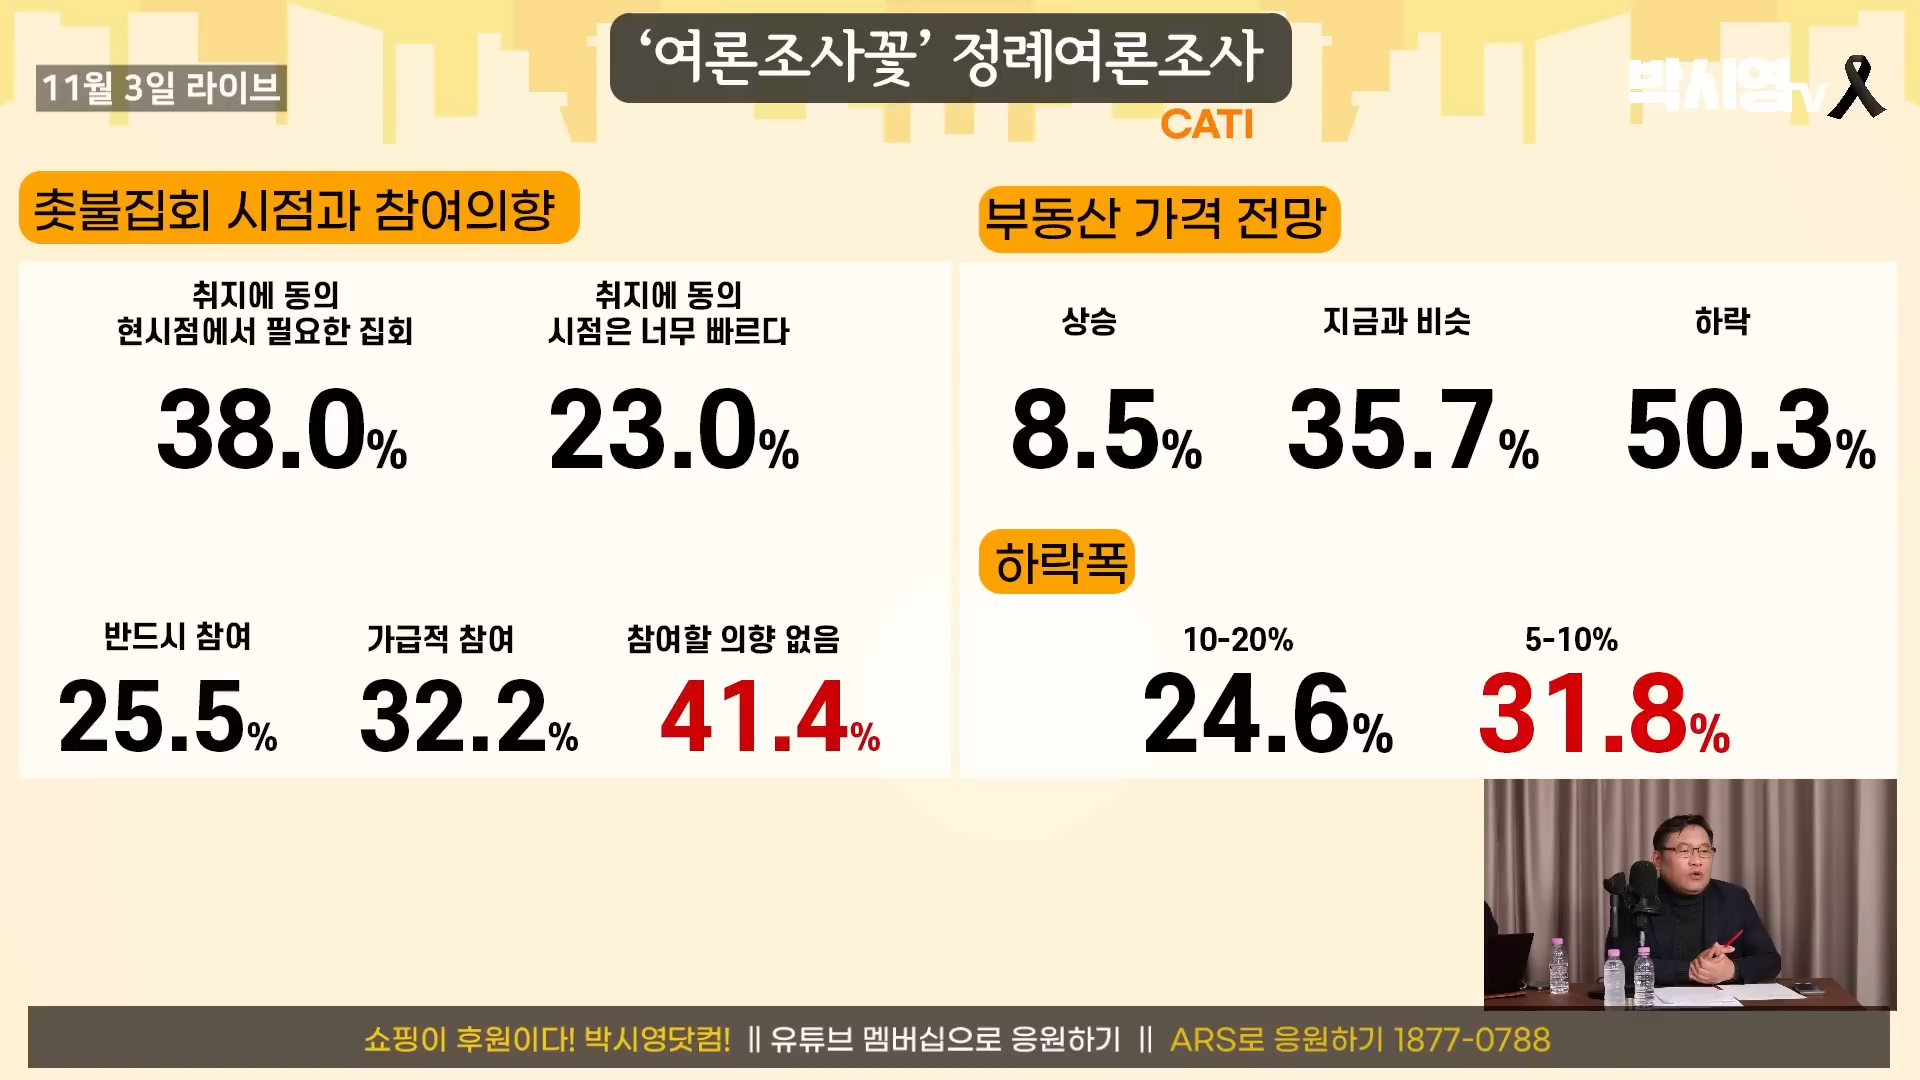 ‘여론조사꽃’ 정례여론조사
11월 3일 라이브
박시영TV
CATI
촛불집회 시점과 참여의향
취지에 동의
현시점에서 필요한 집회
38.0%
취지에 동의
시점은 너무 빠르다
23.0%
반드시 참여
25.5%
가급적 참여
32.2%
참여할 의향 없음
41.4%
부동산 가격 전망
상승
8.5%
지금과 비슷
35.7%
하락
50.3%
하락폭
10-20%
24.6%
5-10%
31.8%
쇼핑이 후원이다! 박시영닷컴! || 유튜브 멤버십으로 응원하기 || ARS로 응원하기 1877-0788